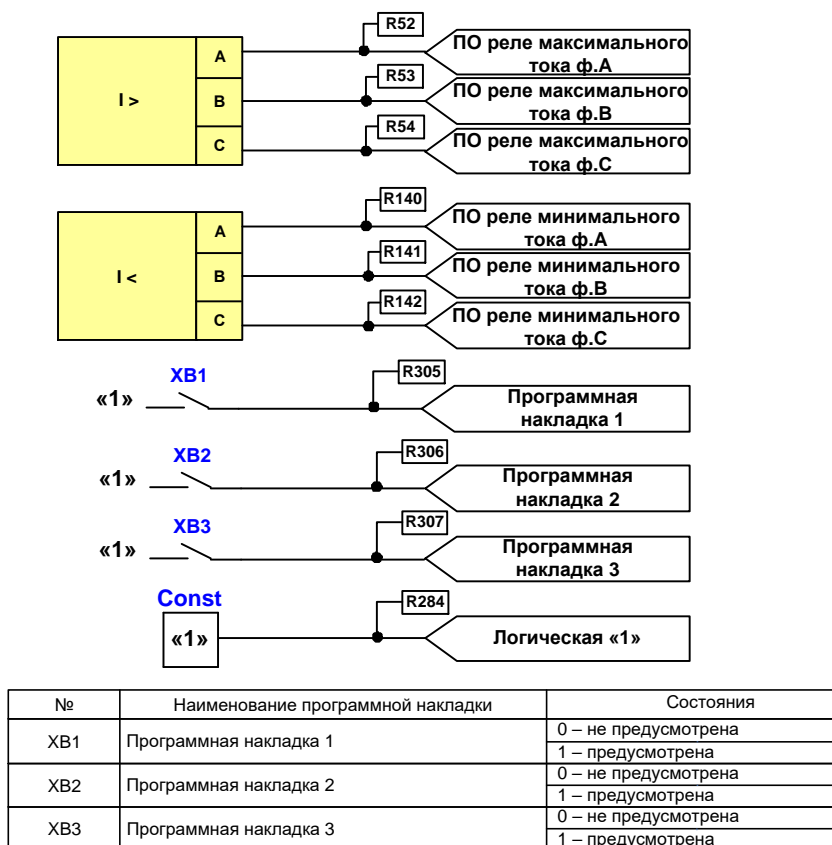 R52
ПО реле максимального
тока ф.А
A
R53
I >
B
ПО реле максимального
тока ф.В
R54
C
ПО реле максимального
тока ф.С
R140
ПО реле минимального
тока ф.А
A
R141
I <
B
ПО реле минимального
тока ф.В
R142
C
ПО реле минимального
тока ф.С
XB1
R305
«1»
Программная
накладка 1
XB2
R306
«1»
Программная
накладка 2
XB3
R307
«1»
Программная
накладка 3
Const
R284
«1»
Логическая «1»
№ Наименование программной накладки Состояния
XB1 Программная накладка 1 0 – не предусмотрена
1 – предусмотрена
XB2 Программная накладка 2 0 – не предусмотрена
1 – предусмотрена
XB3 Программная накладка 3 0 – не предусмотрена
1 – предусмотрена